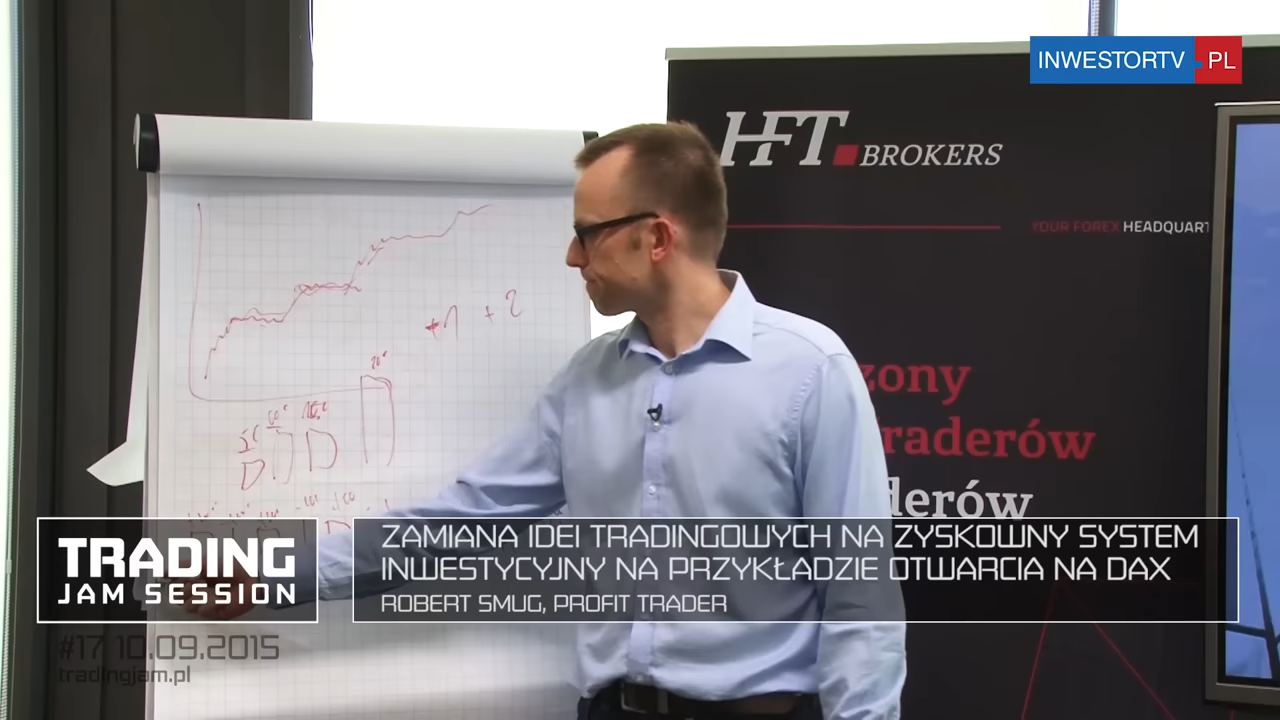 INWESTORTV.PL
HFT.BROKERS
YOUR FOREX HEADQUART
zony
raderów
derów
+1 + 2
TRADING
JAM SESSION
ZAMIANA IDEI TRADINGOWYCH NA ZYSKOWNY SYSTEM
INWESTYCYJNY NA PRZYKŁADZIE OTWARCIA NA DAX
ROBERT SMUG, PROFIT TRADER
#17 10.09.2015
tradingjam.pl